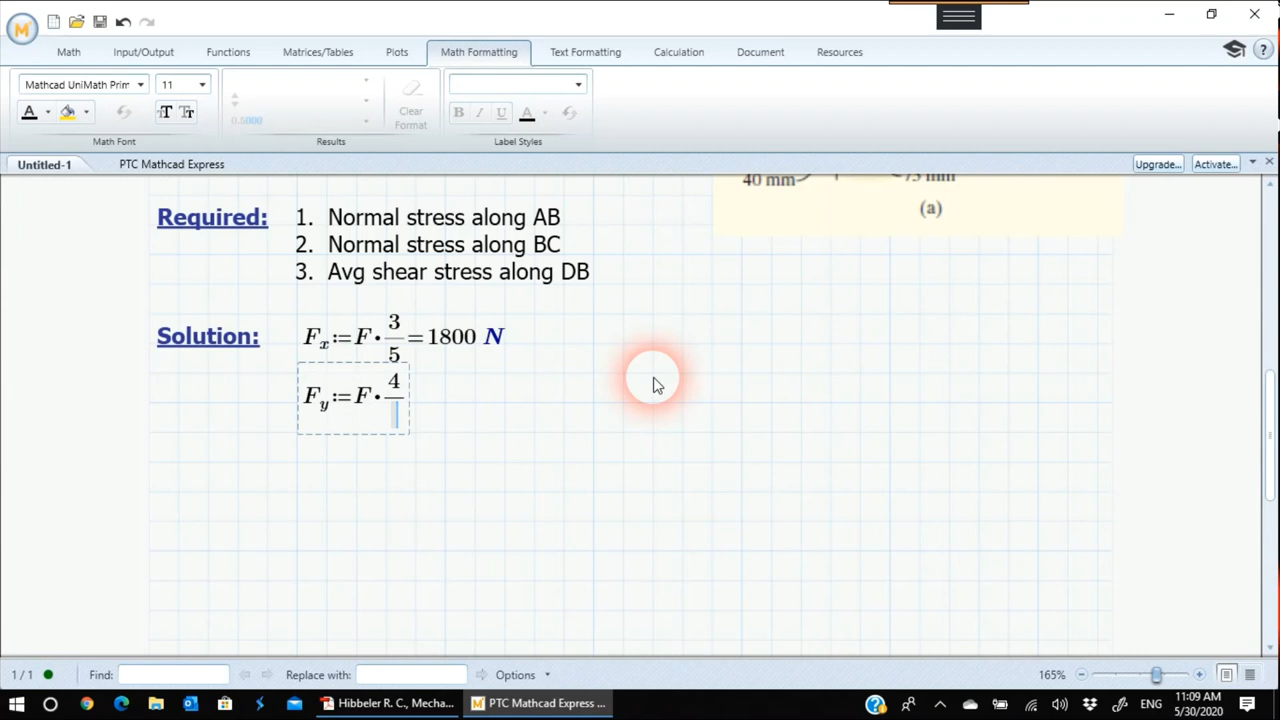 Math Input/Output Functions Matrices/Tables Plots Math Formatting Text Formatting Calculation Document Resources
Mathcad UniMath Prim 11
0.5000
Clear
Format
B I U A
Math Font Results Label Styles
Untitled-1 PTC Mathcad Express Upgrade... Activate...
40 mm 75 mm
(a)
Required: 1. Normal stress along AB
2. Normal stress along BC
3. Avg shear stress along DB
Solution: Fx := F · 3/5 = 1800 N
Fy := F · 4/
1 / 1 Find: Replace with: Options 165%
Hibbeler R. C., Mecha... PTC Mathcad Express ... ENG 11:09 AM
5/30/2020